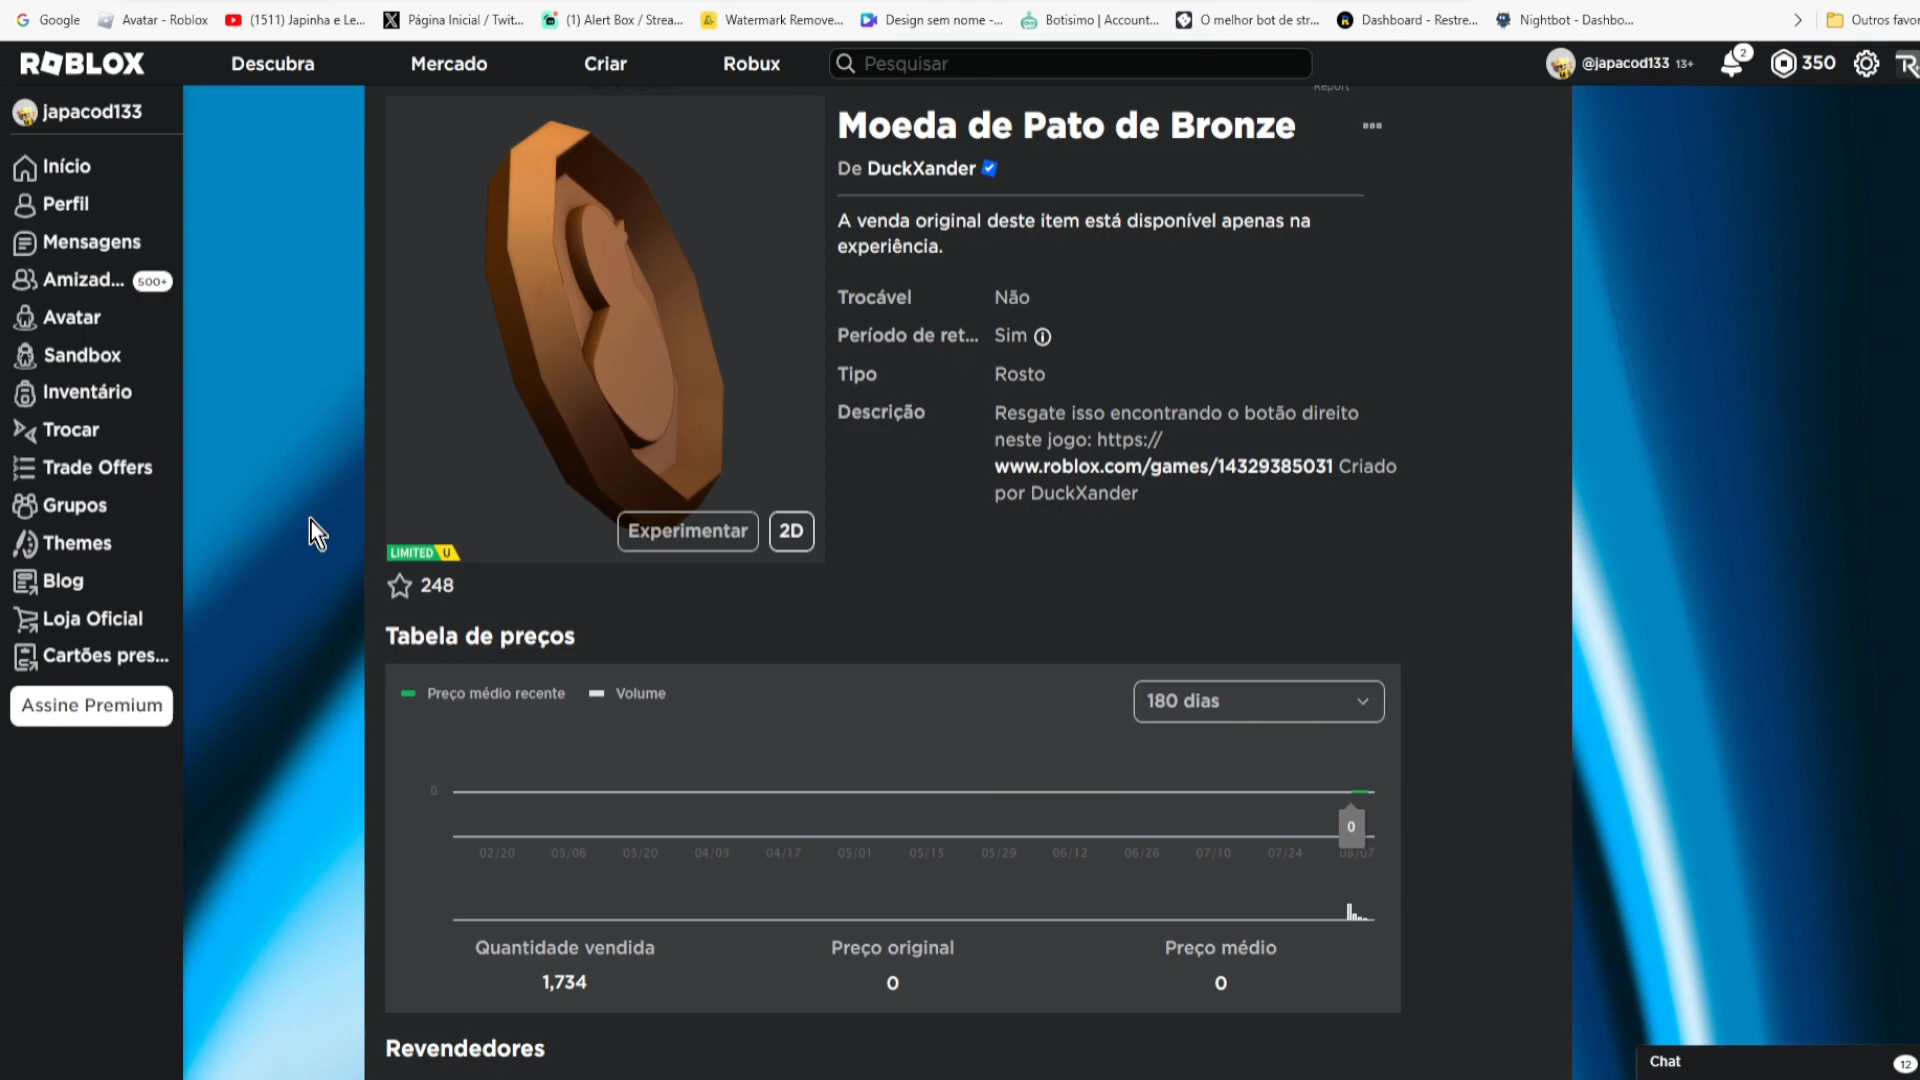 Google Avatar - Roblox (1511) Japinha e Le... Página Inicial / Twit... (1) Alert Box / Strea... Watermark Remove... Design sem nome -... Botisimo | Account... O melhor bot de str... Dashboard - Restre... Nightbot - Dashbo... Outros favor
ROBLOX Descubra Mercado Criar Robux Pesquisar @japacod133 13+ 2 350
japacod133
Início
Perfil
Mensagens
Amizad... 500+
Avatar
Sandbox
Inventário
Trocar
Trade Offers
Grupos
Themes
Blog
Loja Oficial
Cartões pres...
Assine Premium
Report
Moeda de Pato de Bronze
De DuckXander
A venda original deste item está disponível apenas na
experiência.
Trocável Não
Período de ret... Sim
Tipo Rosto
Descrição Resgate isso encontrando o botão direito
neste jogo: https://
www.roblox.com/games/14329385031 Criado
por DuckXander
Experimentar 2D
LIMITED U
248
Tabela de preços
Preço médio recente Volume 180 dias
0
0
02/20 03/06 03/20 04/03 04/17 05/01 05/15 05/29 06/12 06/26 07/10 07/24 08/07
Quantidade vendida Preço original Preço médio
1,734 0 0
Revendedores
Chat 12